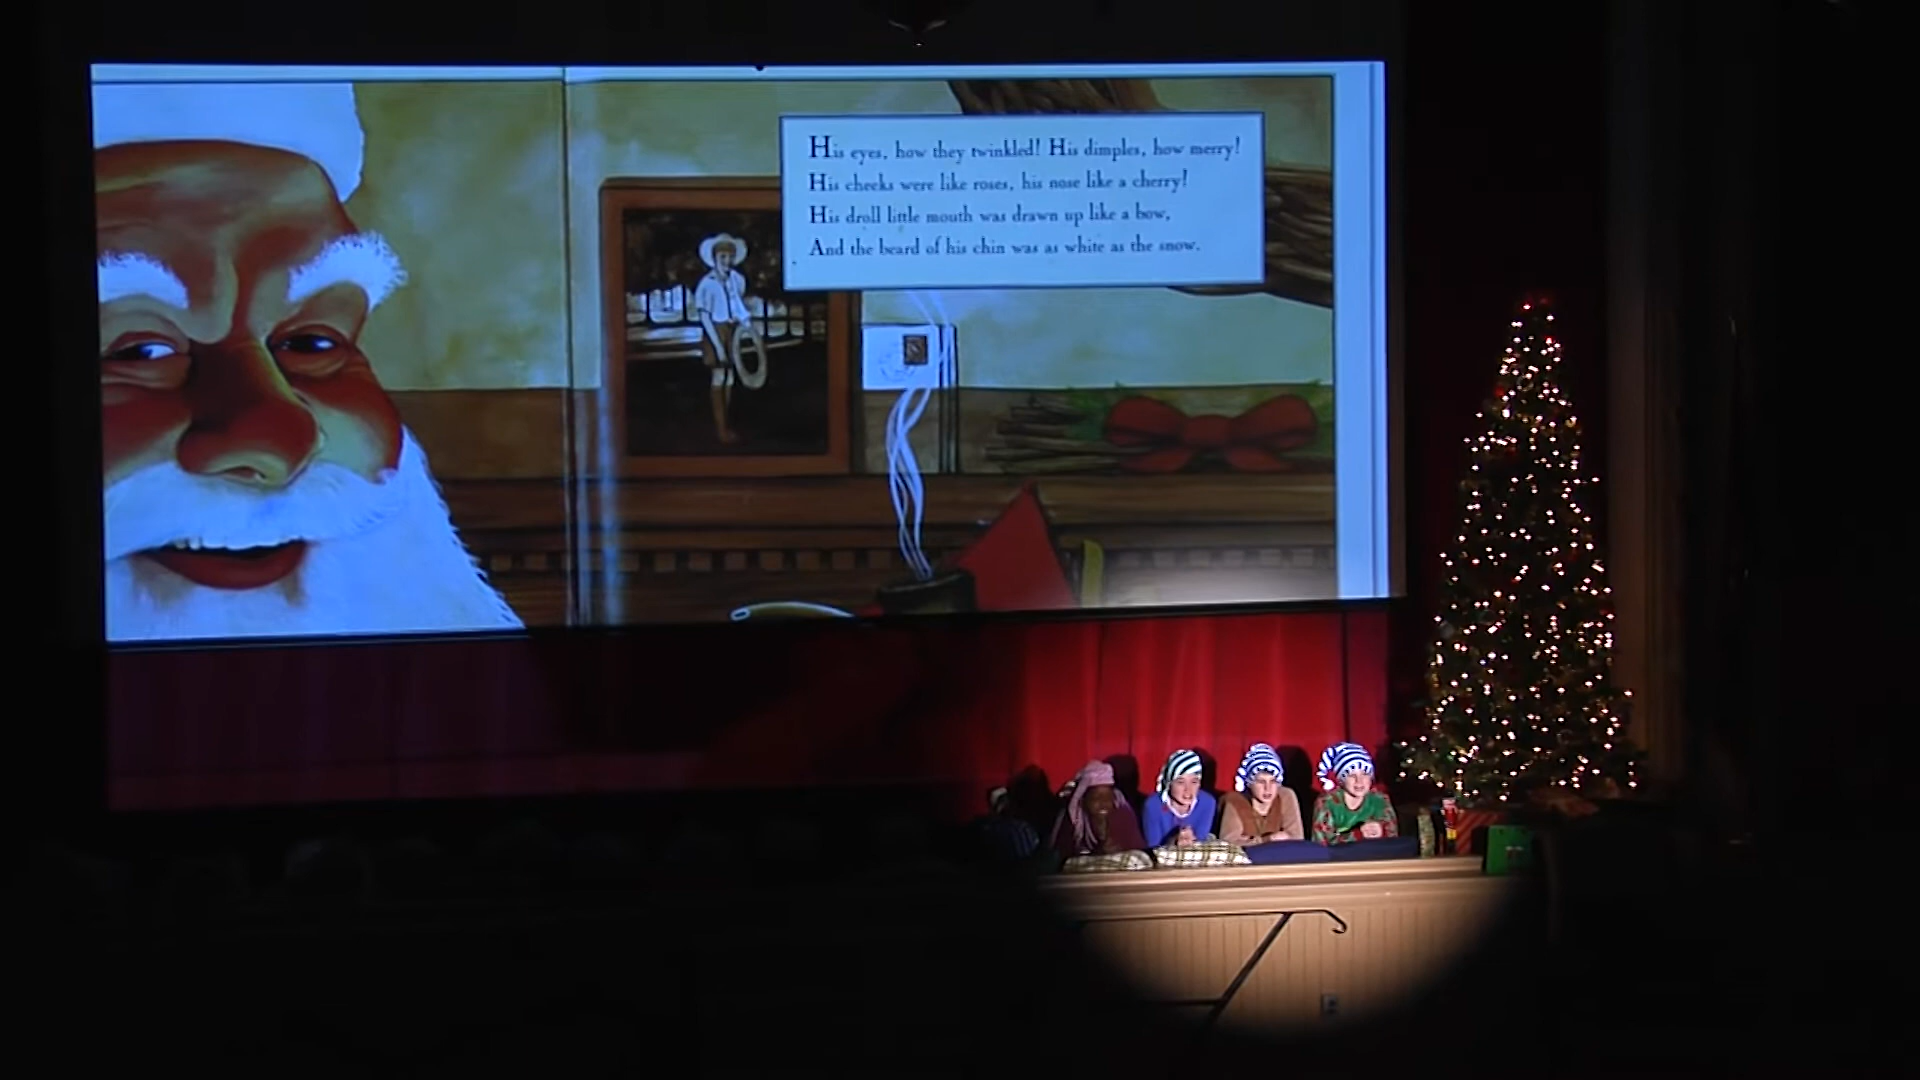 His eyes, how they twinkled! His dimples, how merry!
His cheeks were like roses, his nose like a cherry!
His droll little mouth was drawn up like a bow,
And the beard of his chin was as white as the snow.